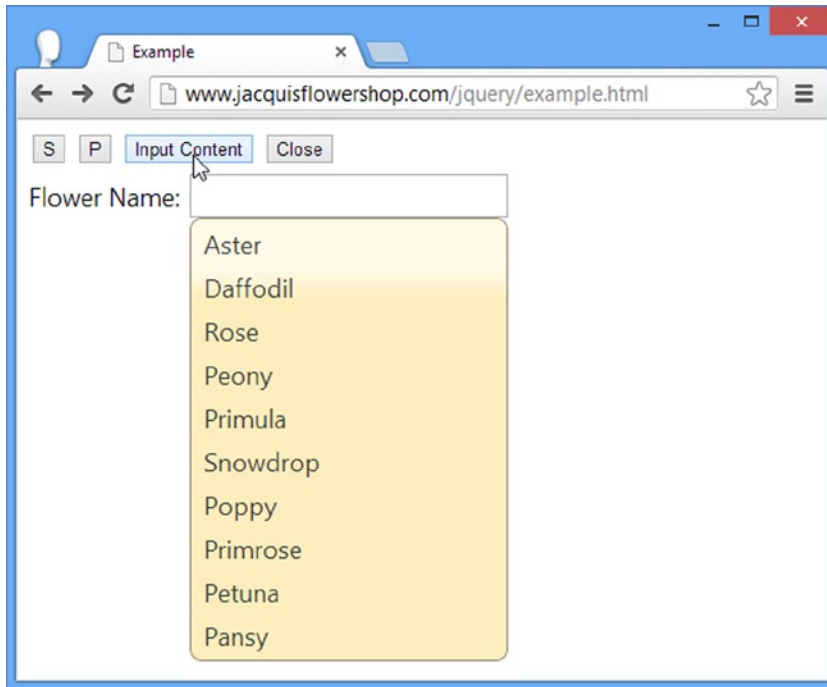 Example
www.jacquisflowershop.com/jquery/example.html
S P Input Content Close
Flower Name:
Aster
Daffodil
Rose
Peony
Primula
Snowdrop
Poppy
Primrose
Petuna
Pansy